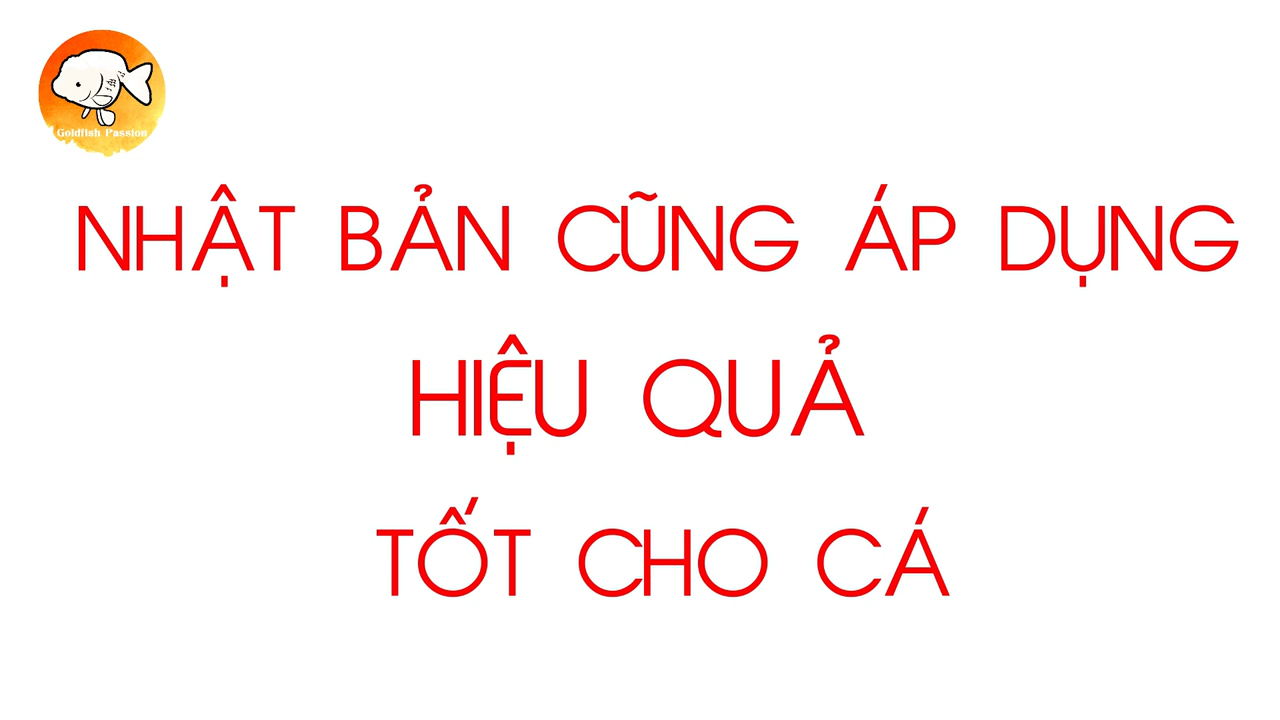 Goldfish Passion
NHẬT BẢN CŨNG ÁP DỤNG
HIỆU QUẢ
TỐT CHO CÁ